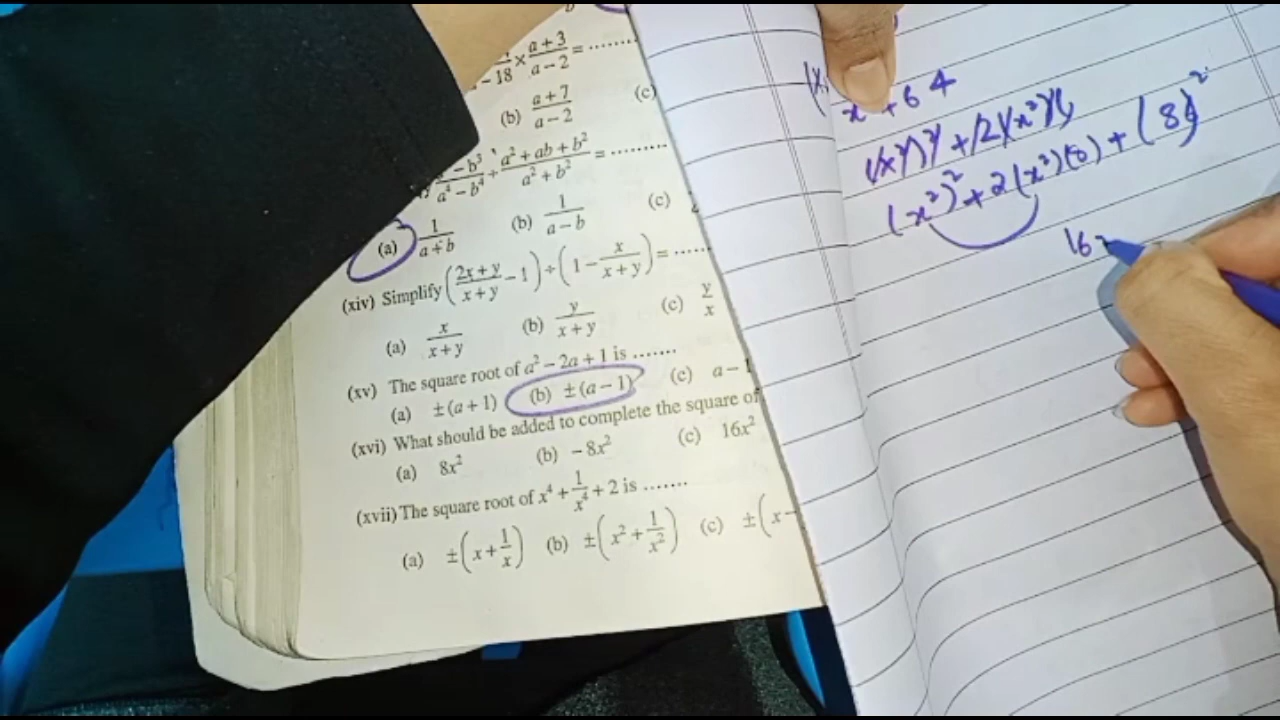 -18 × a + 3 / a - 2 = ........
(b) a + 7 / a - 2 (c)
- b³ / a⁴ - b⁴ ÷ a² + ab + b² / a² + b² = .........
(a) 1 / a + b (b) 1 / a - b (c)
(xiv) Simplify (2x + y / x + y - 1) ÷ (1 - x / x + y) = ......
(a) x / x + y (b) y / x + y (c) y / x
(xv) The square root of a² - 2a + 1 is .......
(a) ±(a + 1) (b) ±(a - 1) (c) a -
(xvi) What should be added to complete the square of
(a) 8x² (b) - 8x² (c) 16x²
(xvii) The square root of x⁴ + 1 / x⁴ + 2 is .......
(a) ±(x + 1 / x) (b) ±(x² + 1 / x²) (c) ±(x -
x + 64
(x²)² + 2(x²)(8) + (8)²
16